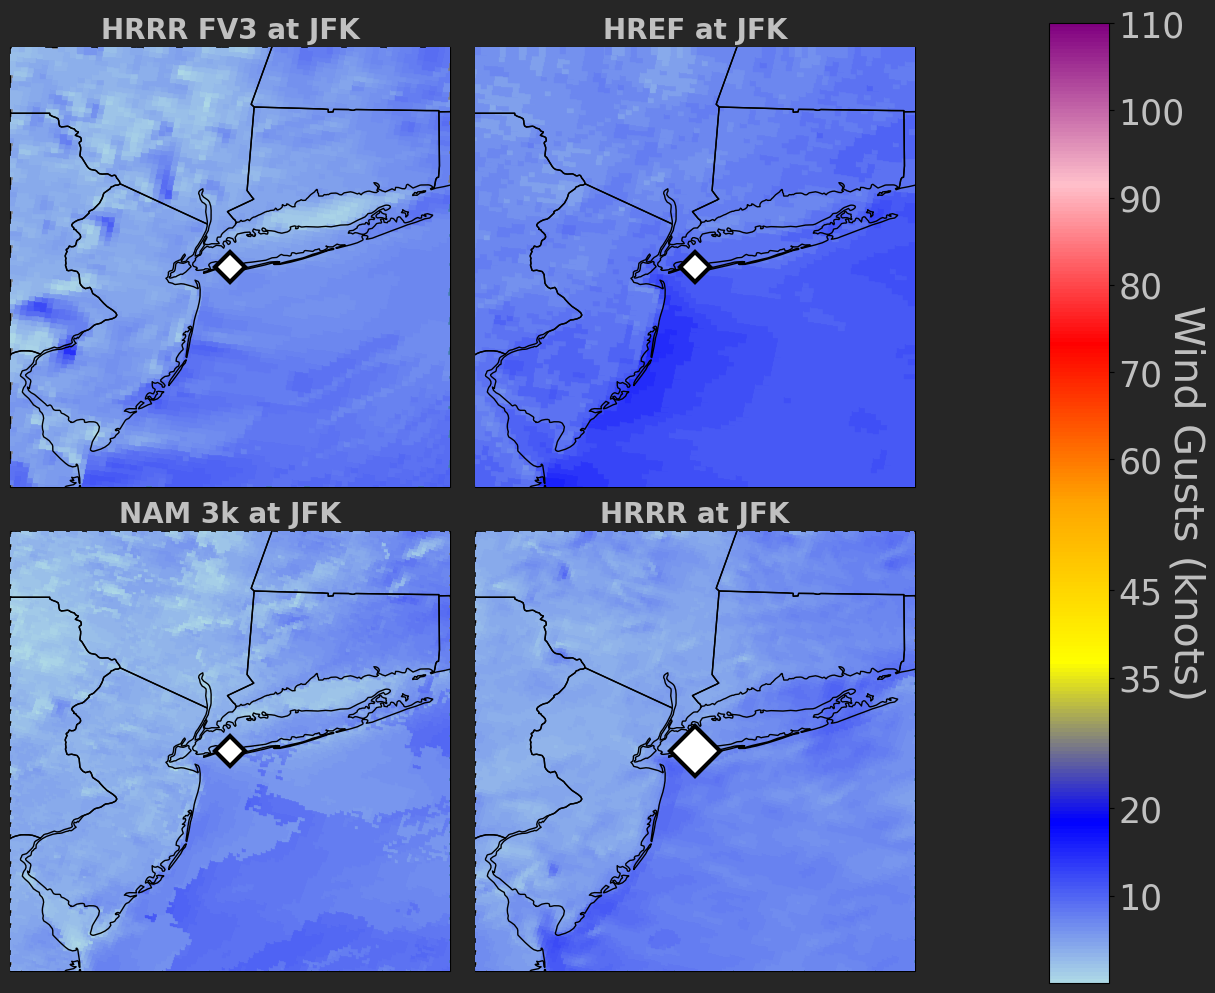 HRRR FV3 at JFK
HREF at JFK
NAM 3k at JFK
HRRR at JFK
110
100
90
80
70
60
45
35
20
10
Wind Gusts (knots)